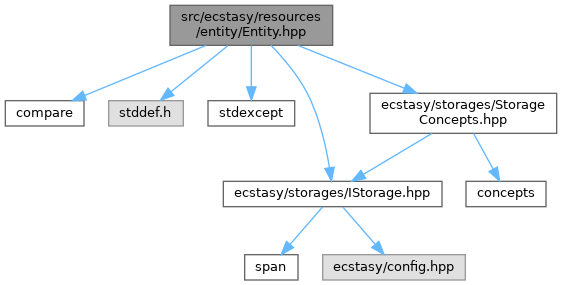 src/ecstasy/resources
/entity/Entity.hpp
compare
stddef.h
stdexcept
ecstasy/storages/Storage
Concepts.hpp
ecstasy/storages/IStorage.hpp
concepts
span
ecstasy/config.hpp